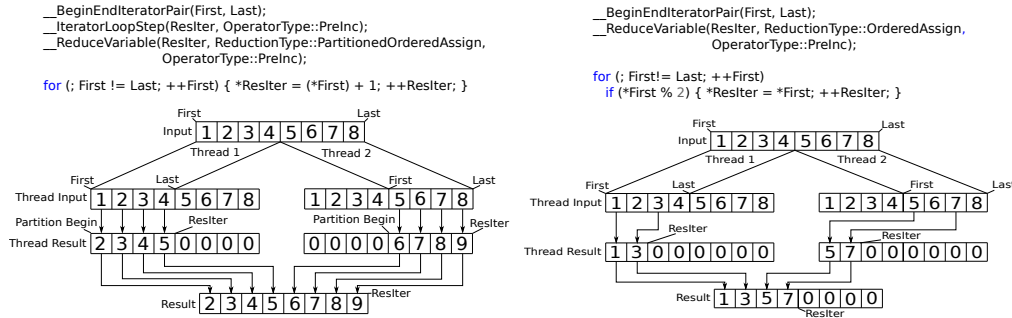 __BeginEndIteratorPair(First, Last);
__IteratorLoopStep(ResIter, OperatorType::PreInc);
__ReduceVariable(ResIter, ReductionType::PartitionedOrderedAssign,
OperatorType::PreInc);
for (; First != Last; ++First) { *ResIter = (*First) + 1; ++ResIter; }
First Last
Input 1 2 3 4 5 6 7 8
Thread 1 Thread 2
First Last First Last
Thread Input 1 2 3 4 5 6 7 8 1 2 3 4 5 6 7 8
Partition Begin ResIter Partition Begin ResIter
Thread Result 2 3 4 5 0 0 0 0 0 0 0 0 6 7 8 9
ResIter
Result 2 3 4 5 6 7 8 9
__BeginEndIteratorPair(First, Last);
__ReduceVariable(ResIter, ReductionType::OrderedAssign,
OperatorType::PreInc);
for (; First!= Last; ++First)
if (*First % 2) { *ResIter = *First; ++ResIter; }
First Last
Input 1 2 3 4 5 6 7 8
Thread 1 Thread 2
First Last First Last
Thread Input 1 2 3 4 5 6 7 8 1 2 3 4 5 6 7 8
ResIter ResIter
Thread Result 1 3 0 0 0 0 0 0 5 7 0 0 0 0 0 0
Result 1 3 5 7 0 0 0 0
ResIter